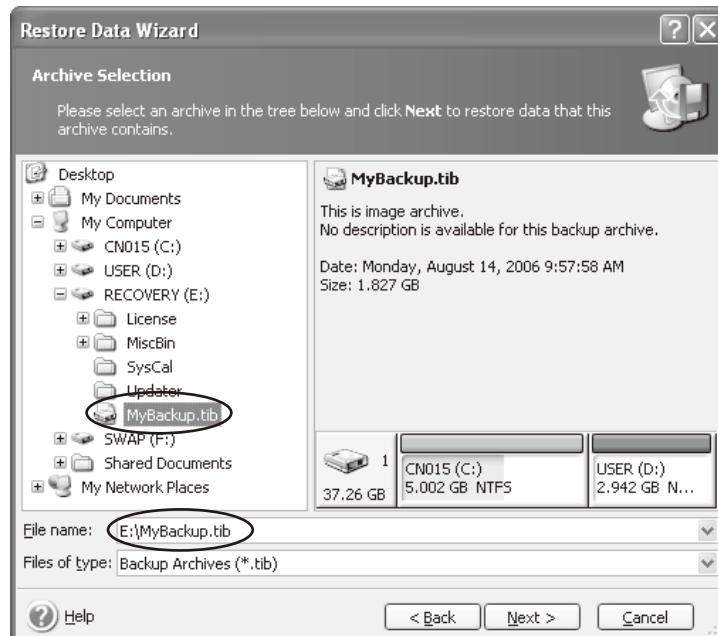 Restore Data Wizard
Archive Selection
Please select an archive in the tree below and click Next to restore data that this
archive contains.
Desktop
My Documents
My Computer
CN015 (C:)
USER (D:)
RECOVERY (E:)
License
MiscBin
SysCal
Updater
MyBackup.tib
SWAP (F:)
Shared Documents
My Network Places
MyBackup.tib
This is image archive.
No description is available for this backup archive.
Date: Monday, August 14, 2006 9:57:58 AM
Size: 1.827 GB
1
37.26 GB
CN015 (C:)
5.002 GB NTFS
USER (D:)
2.942 GB N...
File name: E:\MyBackup.tib
Files of type: Backup Archives (*.tib)
Help
< Back
Next >
Cancel